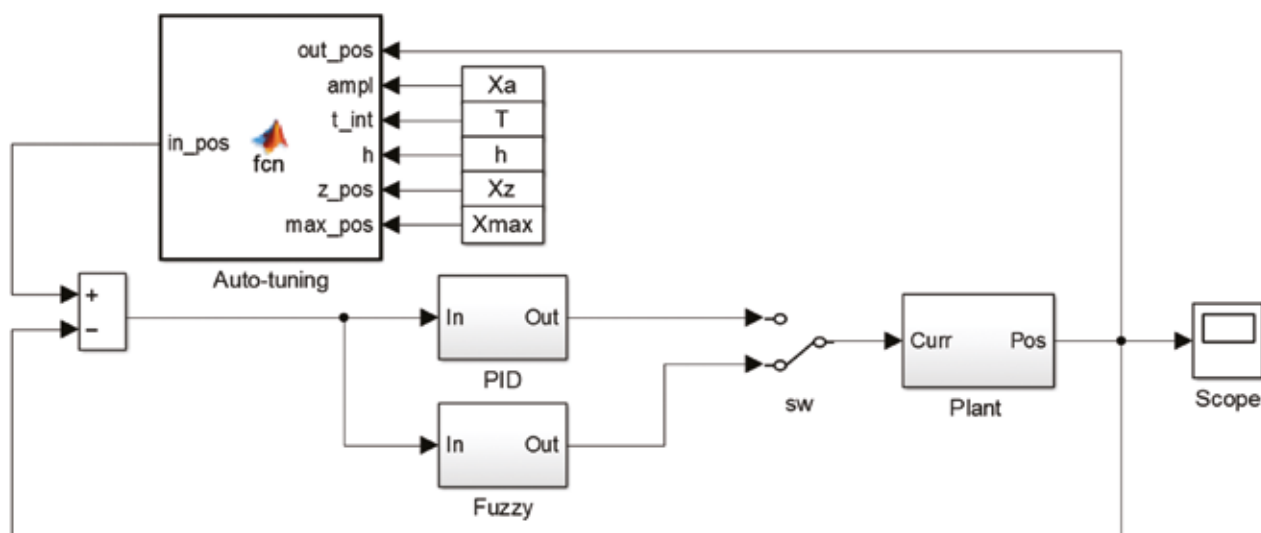 out_pos
ampl
Xa
t_int
T
in_pos
fcn
h
h
z_pos
Xz
max_pos
Xmax
Auto-tuning
+
−
In
Out
PID
In
Out
Fuzzy
sw
Curr
Pos
Plant
Scope